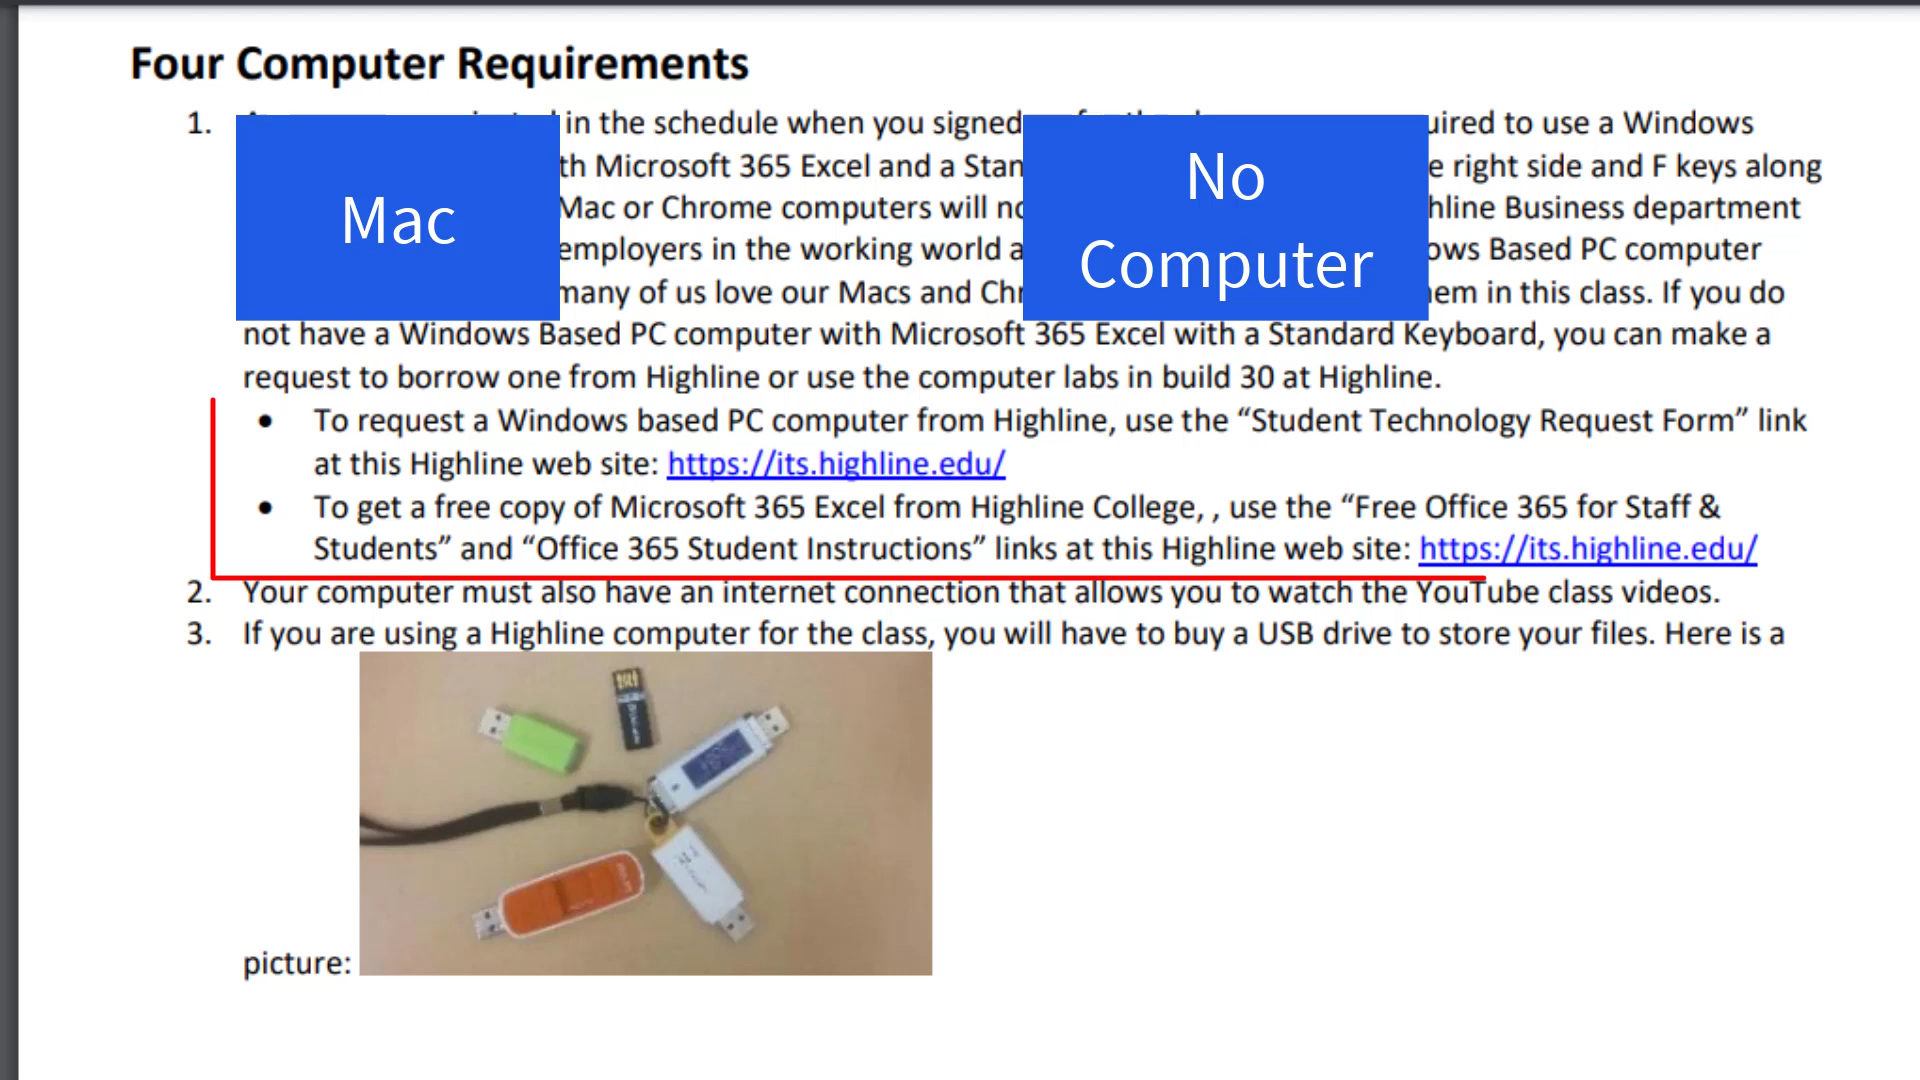 Four Computer Requirements
1. in the schedule when you signed uired to use a Windows
th Microsoft 365 Excel and a Stan e right side and F keys along
Mac or Chrome computers will no hline Business department
employers in the working world a ows Based PC computer
many of us love our Macs and Chr em in this class. If you do
Mac
No
Computer
not have a Windows Based PC computer with Microsoft 365 Excel with a Standard Keyboard, you can make a
request to borrow one from Highline or use the computer labs in build 30 at Highline.
• To request a Windows based PC computer from Highline, use the “Student Technology Request Form” link
at this Highline web site: https://its.highline.edu/
• To get a free copy of Microsoft 365 Excel from Highline College, , use the “Free Office 365 for Staff &
Students” and “Office 365 Student Instructions” links at this Highline web site: https://its.highline.edu/
2. Your computer must also have an internet connection that allows you to watch the YouTube class videos.
3. If you are using a Highline computer for the class, you will have to buy a USB drive to store your files. Here is a
picture: